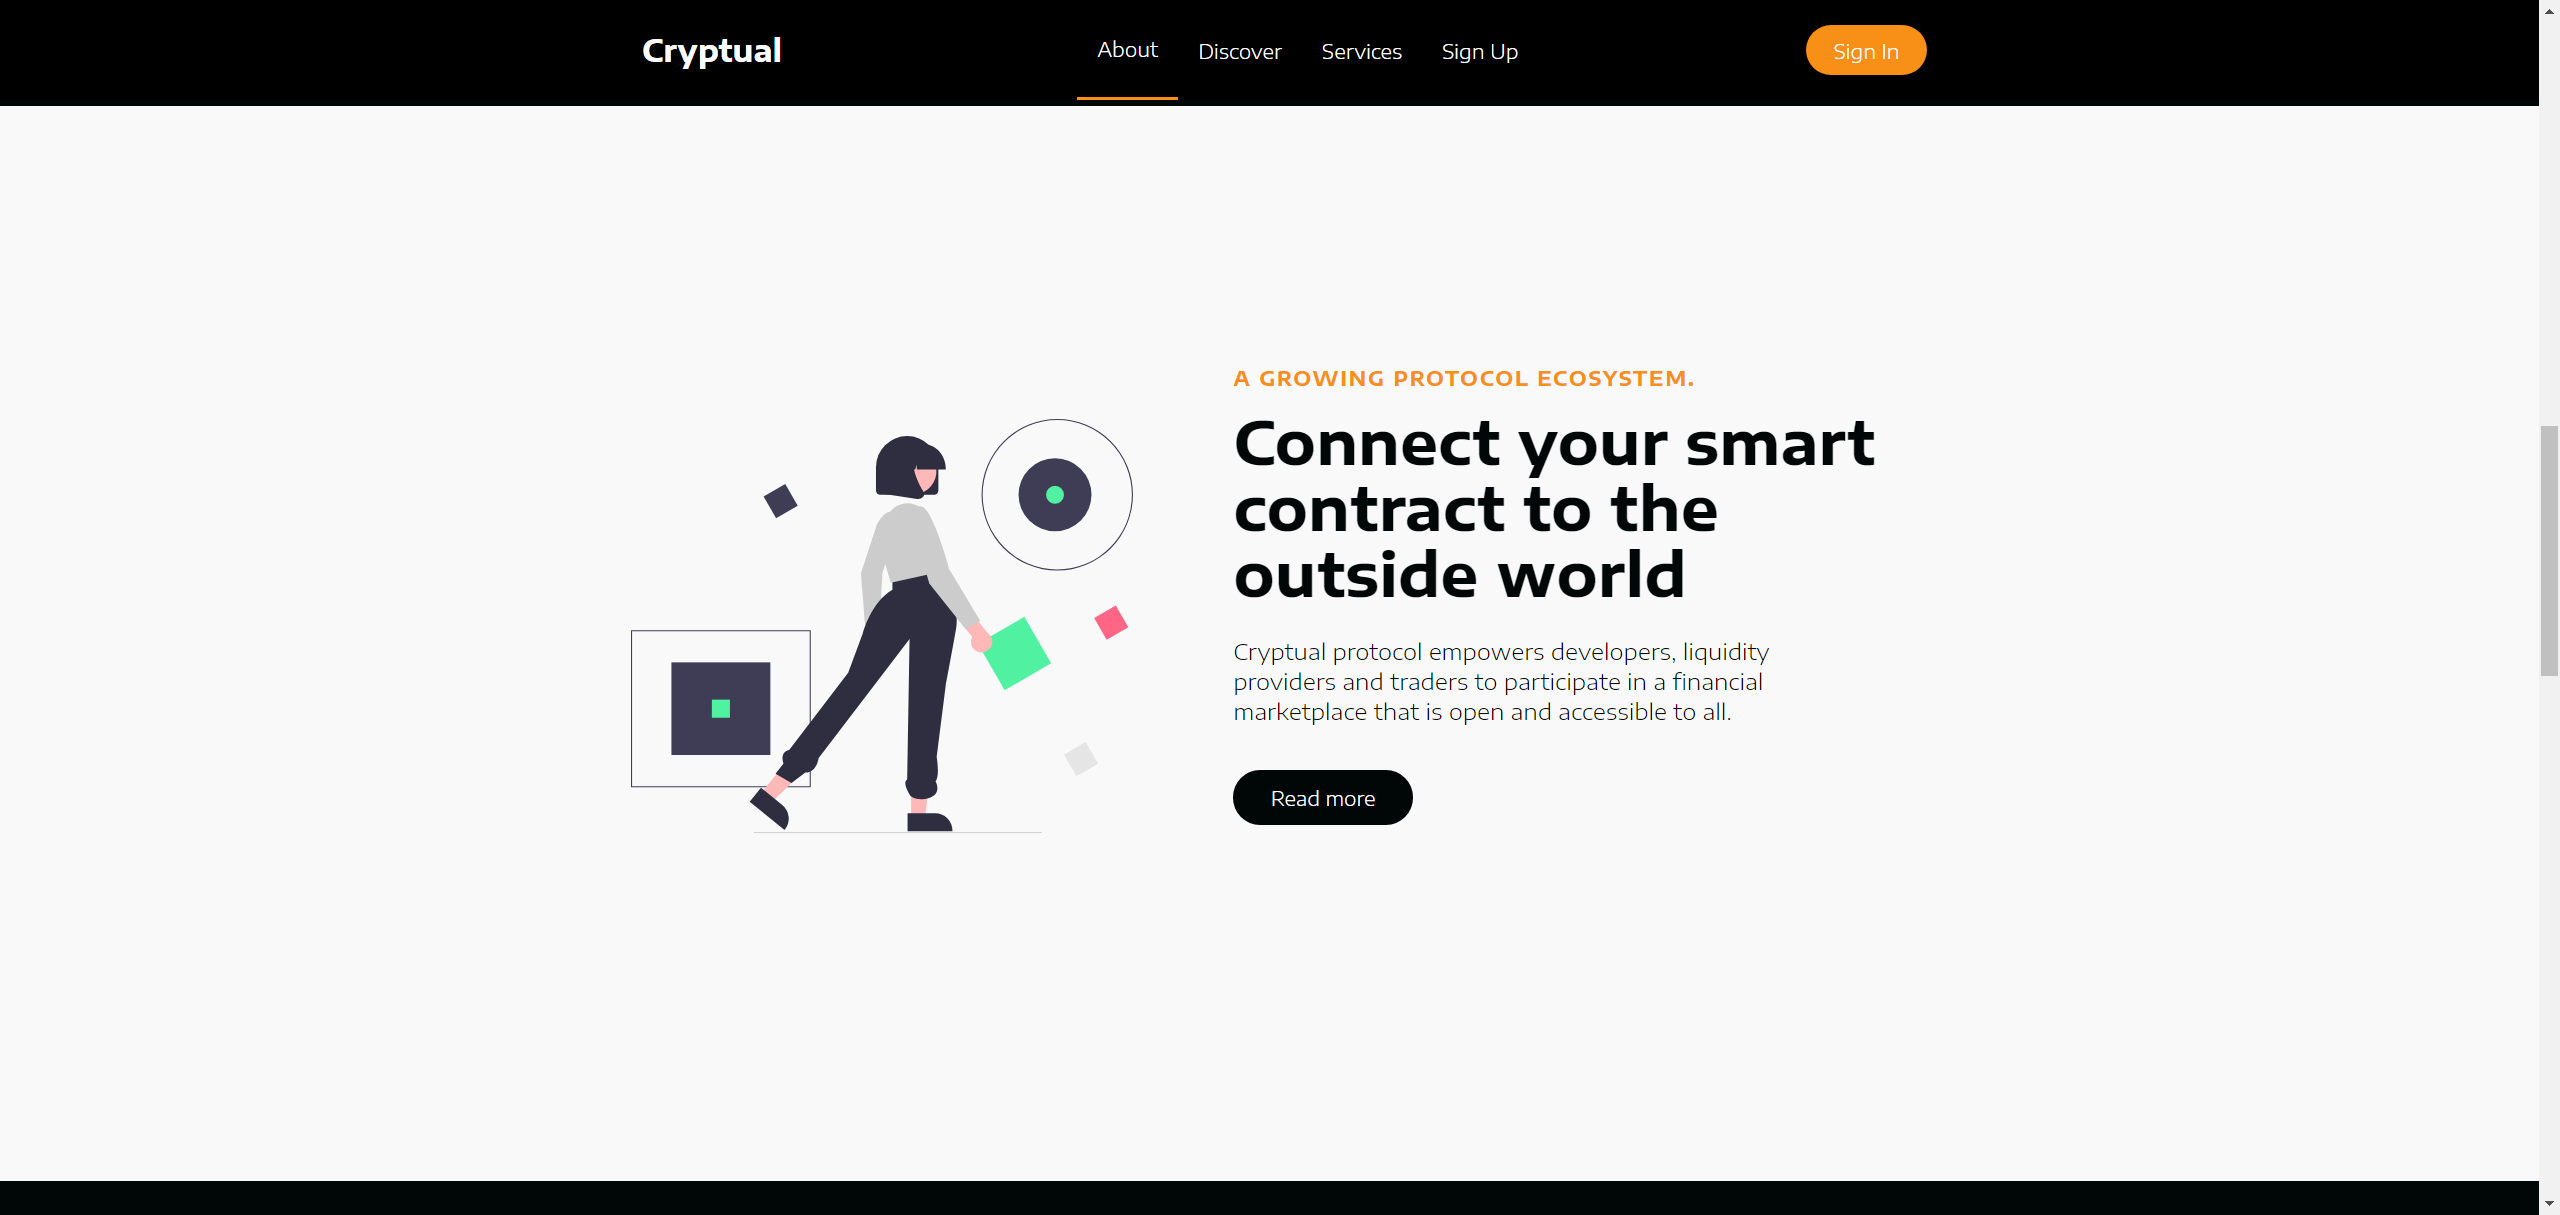 Cryptual
About Discover Services Sign Up
Sign In
A GROWING PROTOCOL ECOSYSTEM.
Connect your smart
contract to the
outside world
Cryptual protocol empowers developers, liquidity
providers and traders to participate in a financial
marketplace that is open and accessible to all.
Read more